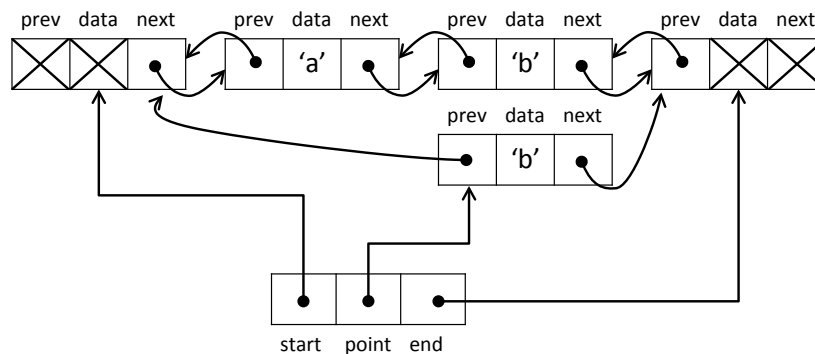 prev data next prev data next prev data next prev data next
'a' 'b'
prev data next
'b'
start point end